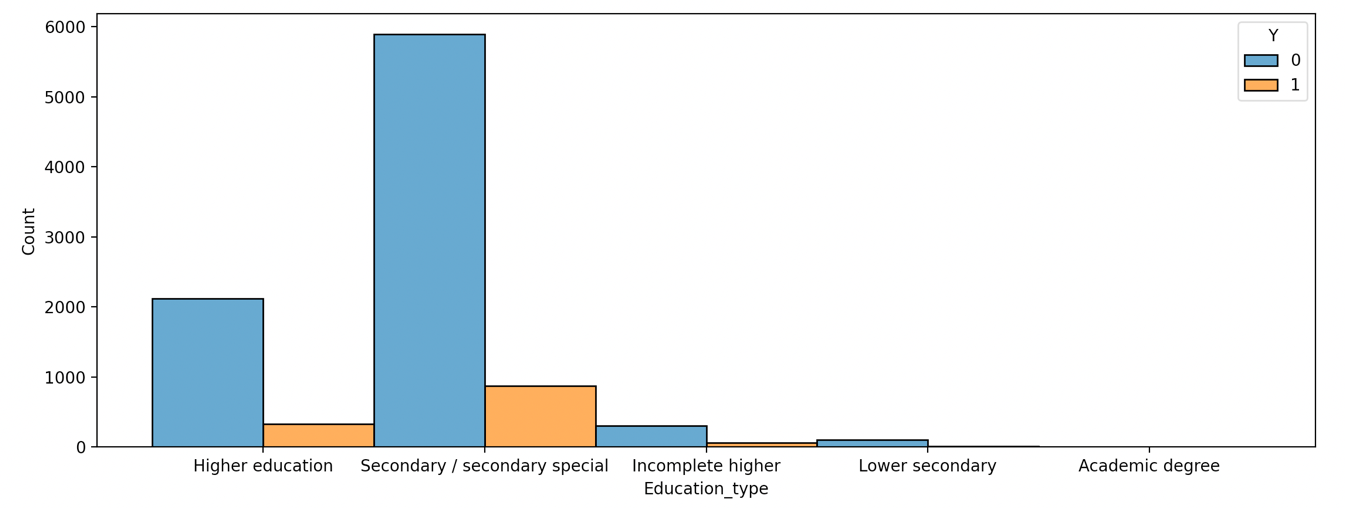 6000
5000
4000
3000
2000
1000
0
Count
Y
0
1
Higher education
Secondary / secondary special
Incomplete higher
Lower secondary
Academic degree
Education_type